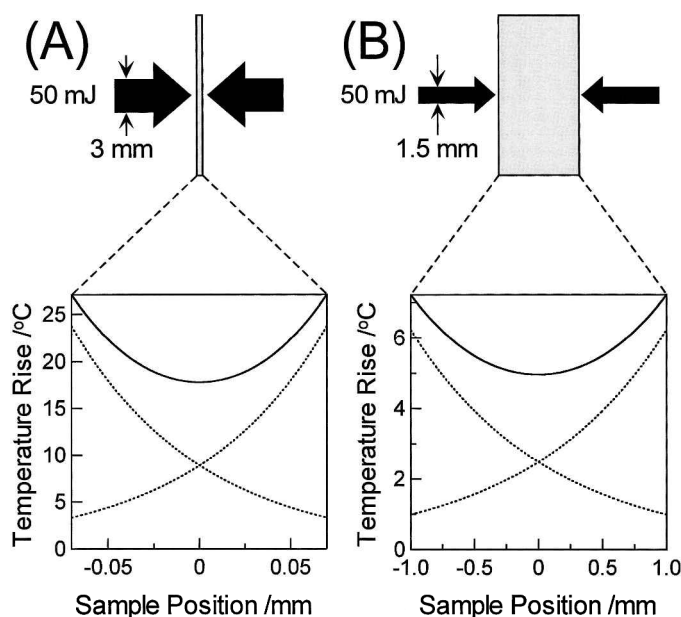 (A)
50 mJ
3 mm
Temperature Rise /°C
25
20
15
10
5
0
-0.05
0
0.05
Sample Position /mm
(B)
50 mJ
1.5 mm
Temperature Rise /°C
6
4
2
0
-1.0
-0.5
0
0.5
1.0
Sample Position /mm